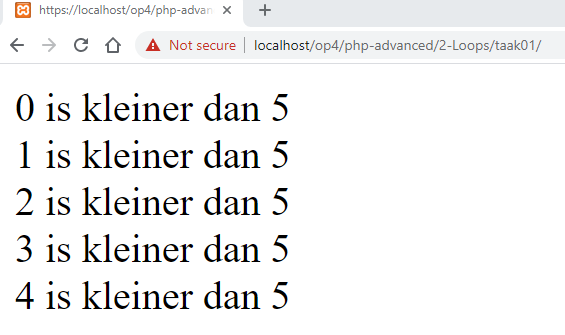 https://localhost/op4/php-advan
Not secure | localhost/op4/php-advanced/2-Loops/taak01/
0 is kleiner dan 5
1 is kleiner dan 5
2 is kleiner dan 5
3 is kleiner dan 5
4 is kleiner dan 5